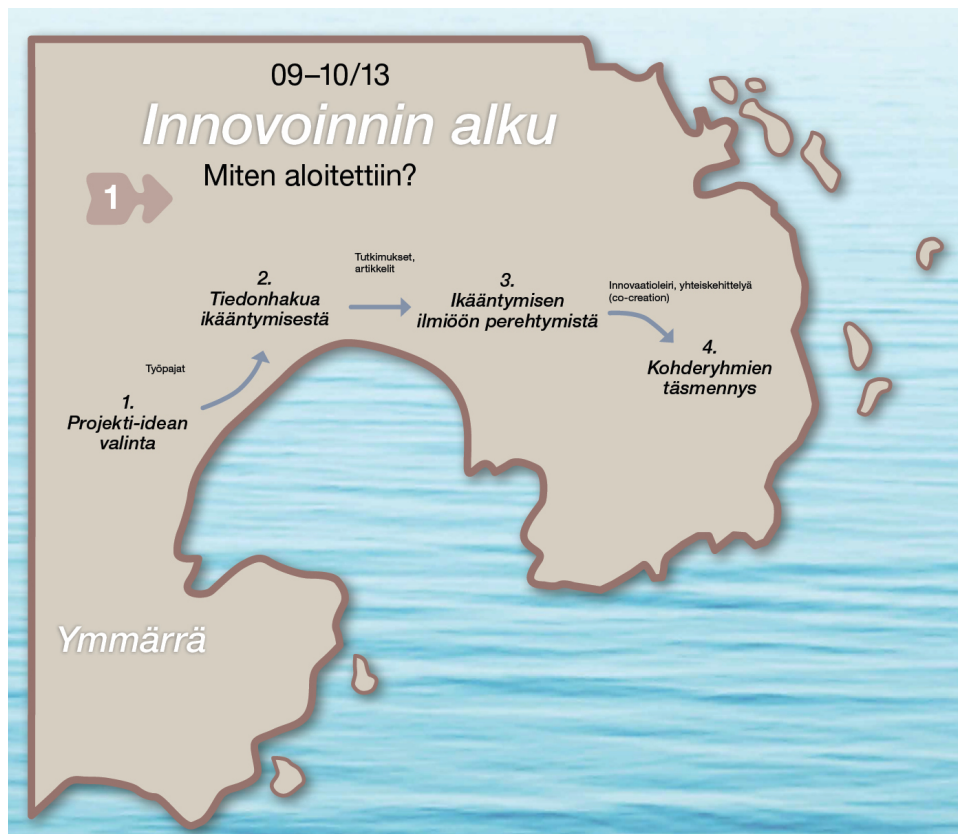 09–10/13
Innovoinnin alku
Miten aloitettiin?
1
Tutkimukset,
artikkelit
2.
Tiedonhakua
ikääntymisestä
3.
Ikääntymisen
ilmiöön perehtymistä
Innovaatioleiri, yhteiskehittelyä
(co-creation)
4.
Kohderyhmien
täsmennys
Työpajat
1.
Projekti-idean
valinta
Ymmärrä